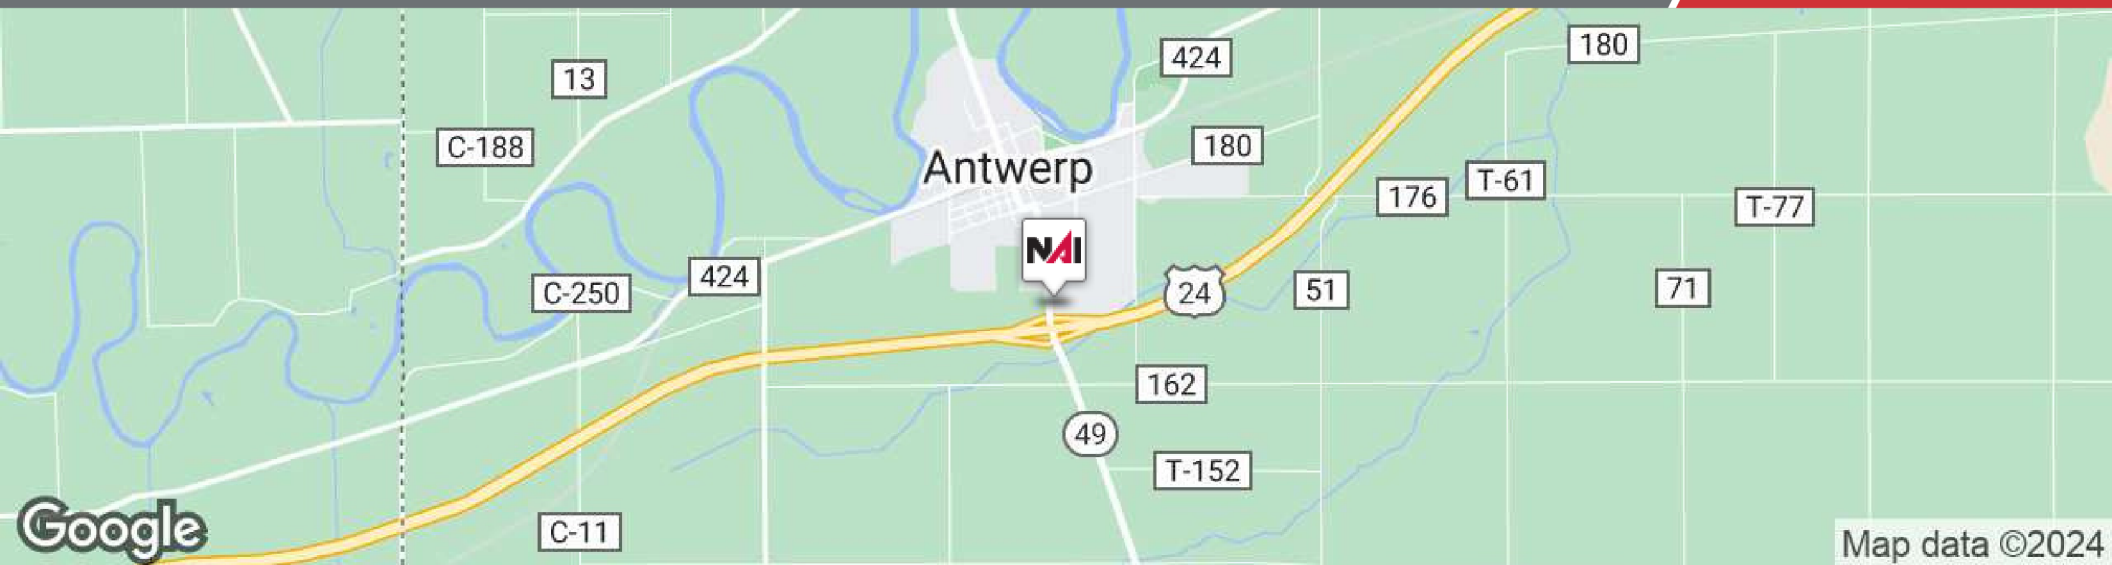 180
424
13
C-188
180
Antwerp
T-61
176
T-77
NAI
424
C-250
24
51
71
162
49
T-152
C-11
Google
Map data ©2024